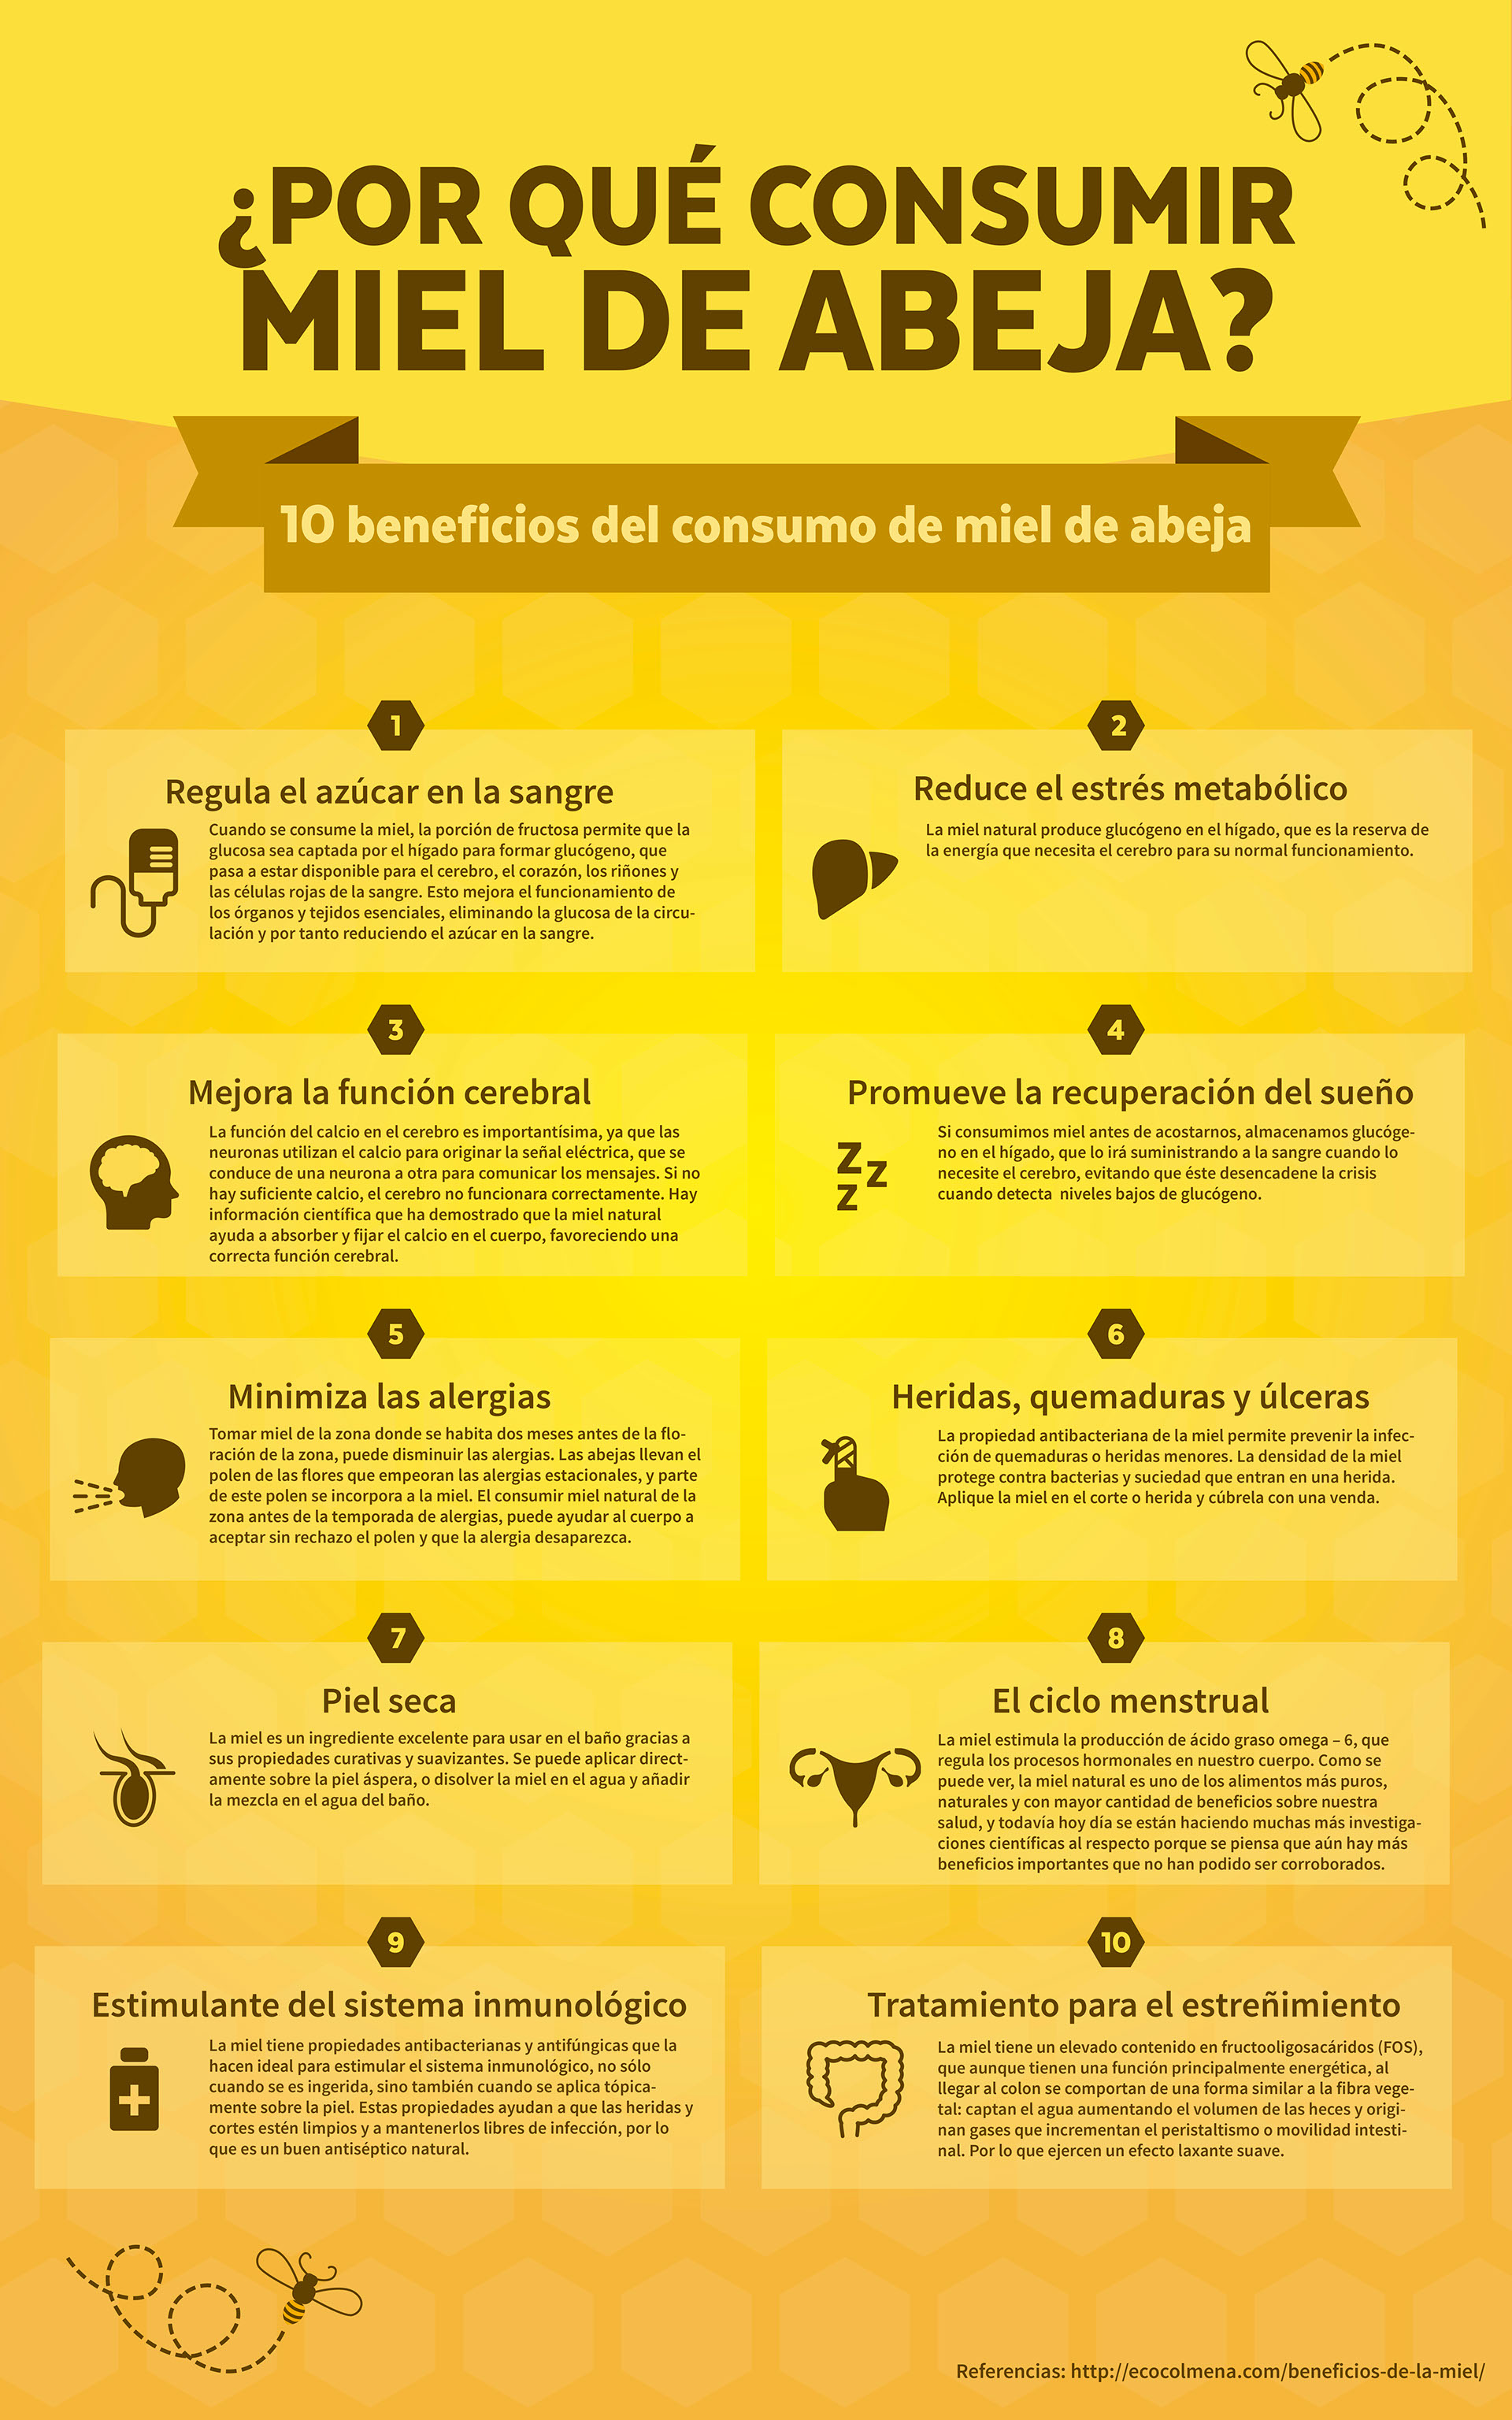 ¿POR QUÉ CONSUMIR
MIEL DE ABEJA?
10 beneficios del consumo de miel de abeja
1
Regula el azúcar en la sangre
Cuando se consume la miel, la porción de fructosa permite que la
glucosa sea captada por el hígado para formar glucógeno, que
pasa a estar disponible para el cerebro, el corazón, los riñones y
las células rojas de la sangre. Esto mejora el funcionamiento de
los órganos y tejidos esenciales, eliminando la glucosa de la circu-
lación y por tanto reduciendo el azúcar en la sangre.
2
Reduce el estrés metabólico
La miel natural produce glucógeno en el hígado, que es la reserva de
la energía que necesita el cerebro para su normal funcionamiento.
3
Mejora la función cerebral
La función del calcio en el cerebro es importantísima, ya que las
neuronas utilizan el calcio para originar la señal eléctrica, que se
conduce de una neurona a otra para comunicar los mensajes. Si no
hay suficiente calcio, el cerebro no funcionara correctamente. Hay
información científica que ha demostrado que la miel natural
ayuda a absorber y fijar el calcio en el cuerpo, favoreciendo una
correcta función cerebral.
4
Promueve la recuperación del sueño
Z
Z
Z
Si consumimos miel antes de acostarnos, almacenamos glucóge-
no en el hígado, que lo irá suministrando a la sangre cuando lo
necesite el cerebro, evitando que éste desencadene la crisis
cuando detecta niveles bajos de glucógeno.
5
Minimiza las alergias
Tomar miel de la zona donde se habita dos meses antes de la flo-
ración de la zona, puede disminuir las alergias. Las abejas llevan el
polen de las flores que empeoran las alergias estacionales, y parte
de este polen se incorpora a la miel. El consumir miel natural de la
zona antes de la temporada de alergias, puede ayudar al cuerpo a
aceptar sin rechazo el polen y que la alergia desaparezca.
6
Heridas, quemaduras y úlceras
La propiedad antibacteriana de la miel permite prevenir la infec-
ción de quemaduras o heridas menores. La densidad de la miel
protege contra bacterias y suciedad que entran en una herida.
Aplique la miel en el corte o herida y cúbrela con una venda.
7
Piel seca
La miel es un ingrediente excelente para usar en el baño gracias a
sus propiedades curativas y suavizantes. Se puede aplicar direct-
amente sobre la piel áspera, o disolver la miel en el agua y añadir
la mezcla en el agua del baño.
8
El ciclo menstrual
La miel estimula la producción de ácido graso omega – 6, que
regula los procesos hormonales en nuestro cuerpo. Como se
puede ver, la miel natural es uno de los alimentos más puros,
naturales y con mayor cantidad de beneficios sobre nuestra
salud, y todavía hoy día se están haciendo muchas más investiga-
ciones científicas al respecto porque se piensa que aún hay más
beneficios importantes que no han podido ser corroborados.
9
Estimulante del sistema inmunológico
La miel tiene propiedades antibacterianas y antifúngicas que la
hacen ideal para estimular el sistema inmunológico, no sólo
cuando se es ingerida, sino también cuando se aplica tópica-
mente sobre la piel. Estas propiedades ayudan a que las heridas y
cortes estén limpios y a mantenerlos libres de infección, por lo
que es un buen antiséptico natural.
10
Tratamiento para el estreñimiento
La miel tiene un elevado contenido en fructooligosacáridos (FOS),
que aunque tienen una función principalmente energética, al
llegar al colon se comportan de una forma similar a la fibra vege-
tal: captan el agua aumentando el volumen de las heces y origi-
nan gases que incrementan el peristaltismo o movilidad intesti-
nal. Por lo que ejercen un efecto laxante suave.
Referencias: http://ecocolmena.com/beneficios-de-la-miel/